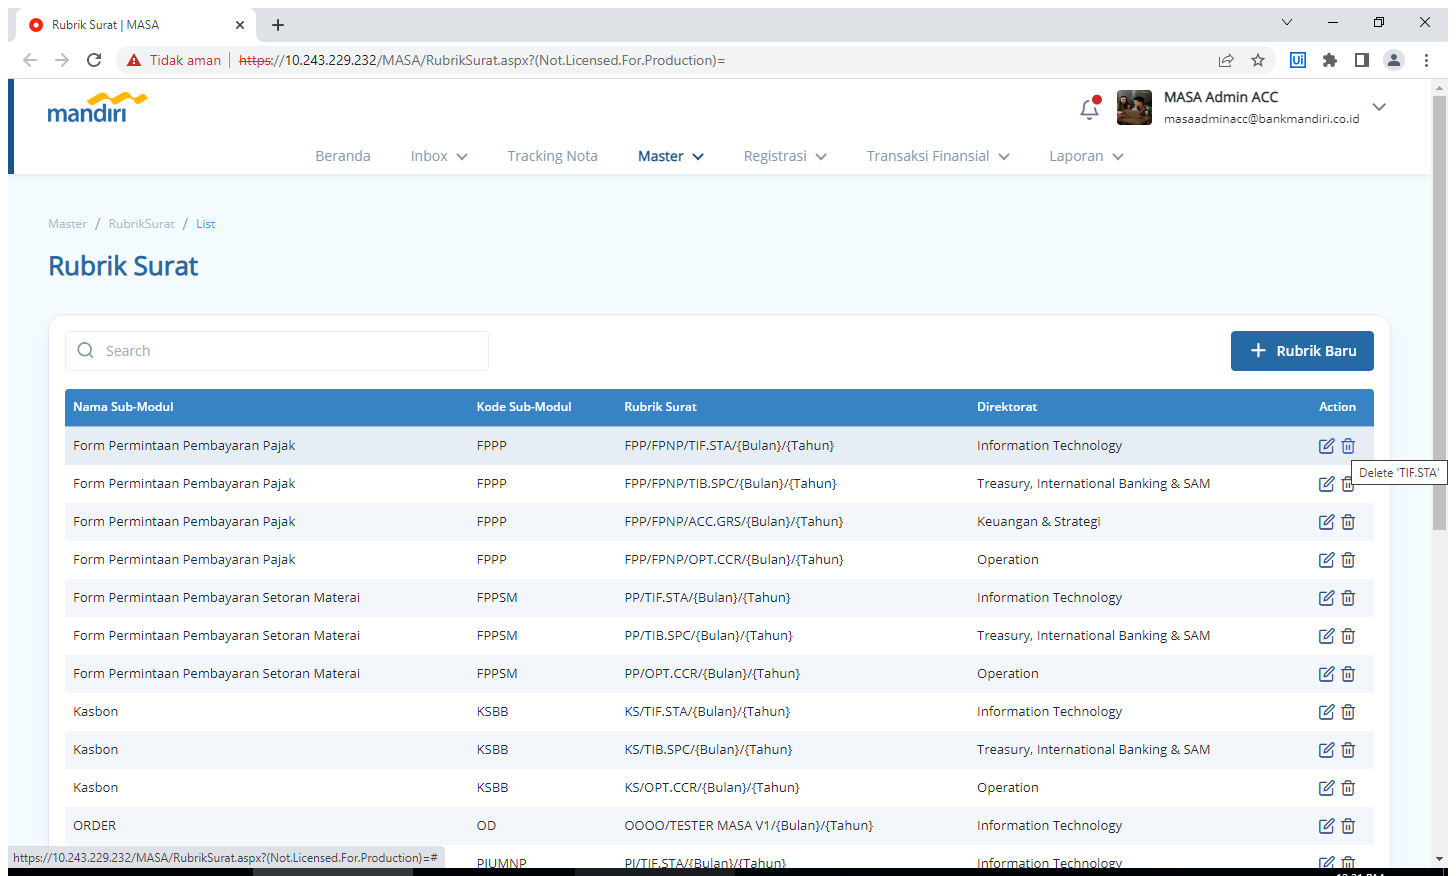 Rubrik Surat | MASA
Tidak aman
https://10.243.229.232/MASA/RubrikSurat.aspx?(Not.Licensed.For.Production)=
Ui
mandiri
MASA Admin ACC
masaadminacc@bankmandiri.co.id
Beranda Inbox Tracking Nota Master Registrasi Transaksi Finansial Laporan
Master / RubrikSurat / List
Rubrik Surat
Search
+ Rubrik Baru
Nama Sub-Modul Kode Sub-Modul Rubrik Surat Direktorat Action
Form Permintaan Pembayaran Pajak FPPP FPP/FPNP/TIF.STA/{Bulan}/{Tahun} Information Technology
Delete 'TIF.STA'
Form Permintaan Pembayaran Pajak FPPP FPP/FPNP/TIB.SPC/{Bulan}/{Tahun} Treasury, International Banking & SAM
Form Permintaan Pembayaran Pajak FPPP FPP/FPNP/ACC.GRS/{Bulan}/{Tahun} Keuangan & Strategi
Form Permintaan Pembayaran Pajak FPPP FPP/FPNP/OPT.CCR/{Bulan}/{Tahun} Operation
Form Permintaan Pembayaran Setoran Materai FPPSM PP/TIF.STA/{Bulan}/{Tahun} Information Technology
Form Permintaan Pembayaran Setoran Materai FPPSM PP/TIB.SPC/{Bulan}/{Tahun} Treasury, International Banking & SAM
Form Permintaan Pembayaran Setoran Materai FPPSM PP/OPT.CCR/{Bulan}/{Tahun} Operation
Kasbon KSBB KS/TIF.STA/{Bulan}/{Tahun} Information Technology
Kasbon KSBB KS/TIB.SPC/{Bulan}/{Tahun} Treasury, International Banking & SAM
Kasbon KSBB KS/OPT.CCR/{Bulan}/{Tahun} Operation
ORDER OD OOOO/TESTER MASA V1/{Bulan}/{Tahun} Information Technology
PIUMNP PI/TIF.STA/{Bulan}/{Tahun} Information Technology
https://10.243.229.232/MASA/RubrikSurat.aspx?(Not.Licensed.For.Production)=#